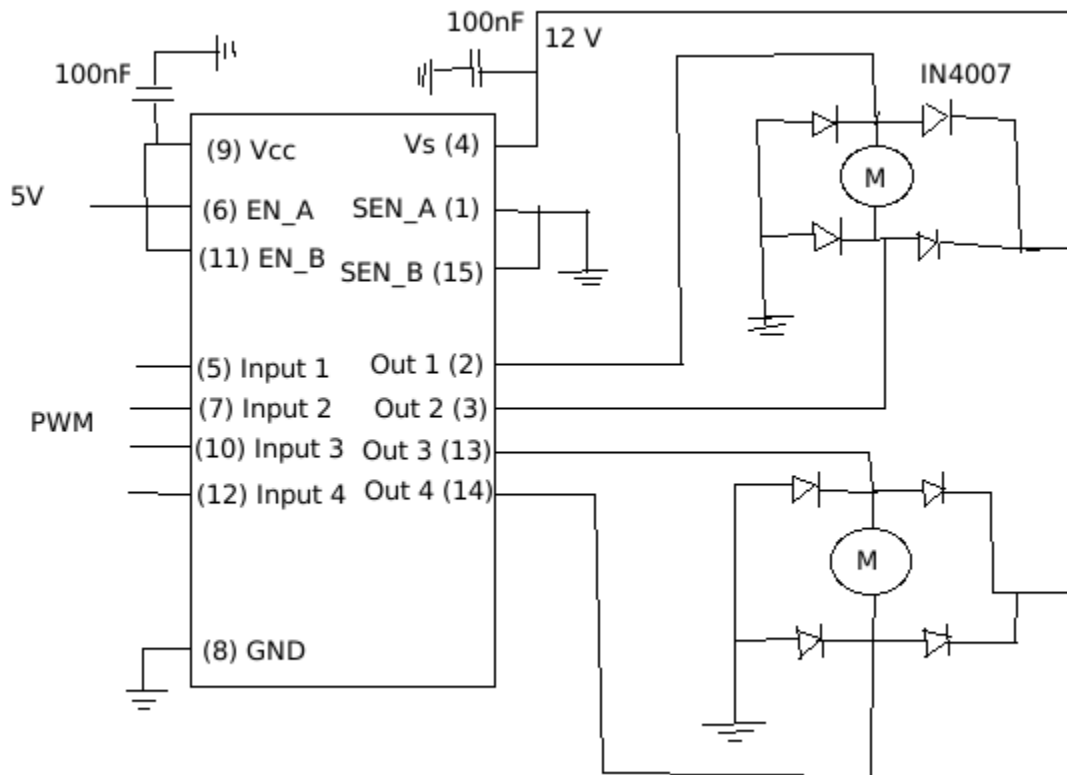 100nF
12 V
100nF
IN4007
(9) Vcc
Vs (4)
M
5V
(6) EN_A
SEN_A (1)
(11) EN_B
SEN_B (15)
(5) Input 1
Out 1 (2)
PWM
(7) Input 2
Out 2 (3)
(10) Input 3
Out 3 (13)
(12) Input 4
Out 4 (14)
M
(8) GND